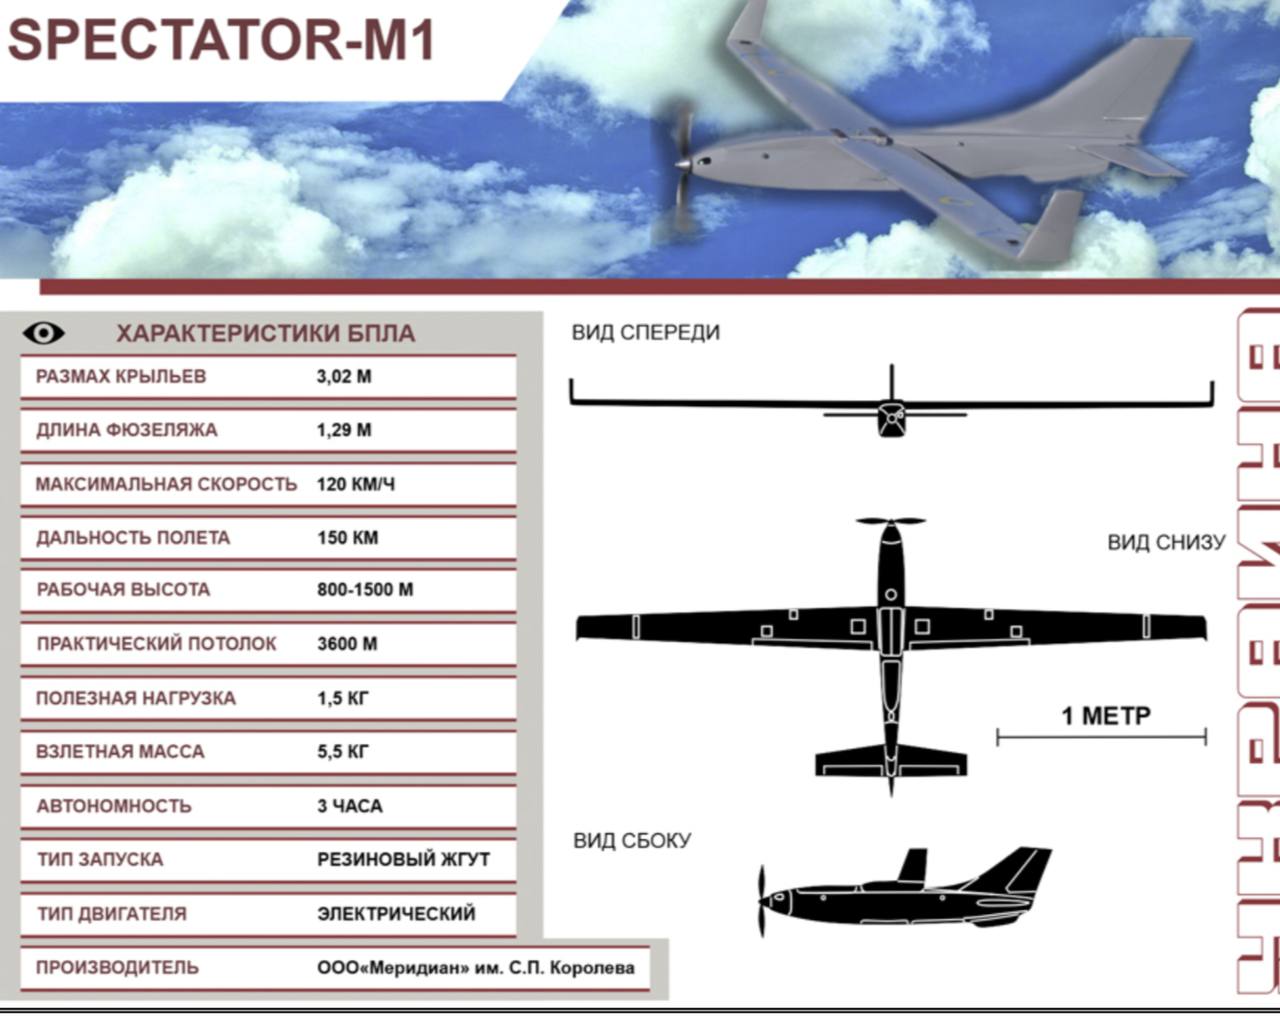 SPECTATOR-M1
ХАРАКТЕРИСТИКИ БПЛА
РАЗМАХ КРЫЛЬЕВ 3,02 М
ДЛИНА ФЮЗЕЛЯЖА 1,29 М
МАКСИМАЛЬНАЯ СКОРОСТЬ 120 КМ/Ч
ДАЛЬНОСТЬ ПОЛЕТА 150 КМ
РАБОЧАЯ ВЫСОТА 800-1500 М
ПРАКТИЧЕСКИЙ ПОТОЛОК 3600 М
ПОЛЕЗНАЯ НАГРУЗКА 1,5 КГ
ВЗЛЕТНАЯ МАССА 5,5 КГ
АВТОНОМНОСТЬ 3 ЧАСА
ТИП ЗАПУСКА РЕЗИНОВЫЙ ЖГУТ
ТИП ДВИГАТЕЛЯ ЭЛЕКТРИЧЕСКИЙ
ПРОИЗВОДИТЕЛЬ ООО«Меридиан» им. С.П. Королева
ВИД СПЕРЕДИ
ВИД СНИЗУ
1 МЕТР
ВИД СБОКУ
УКРАИНА